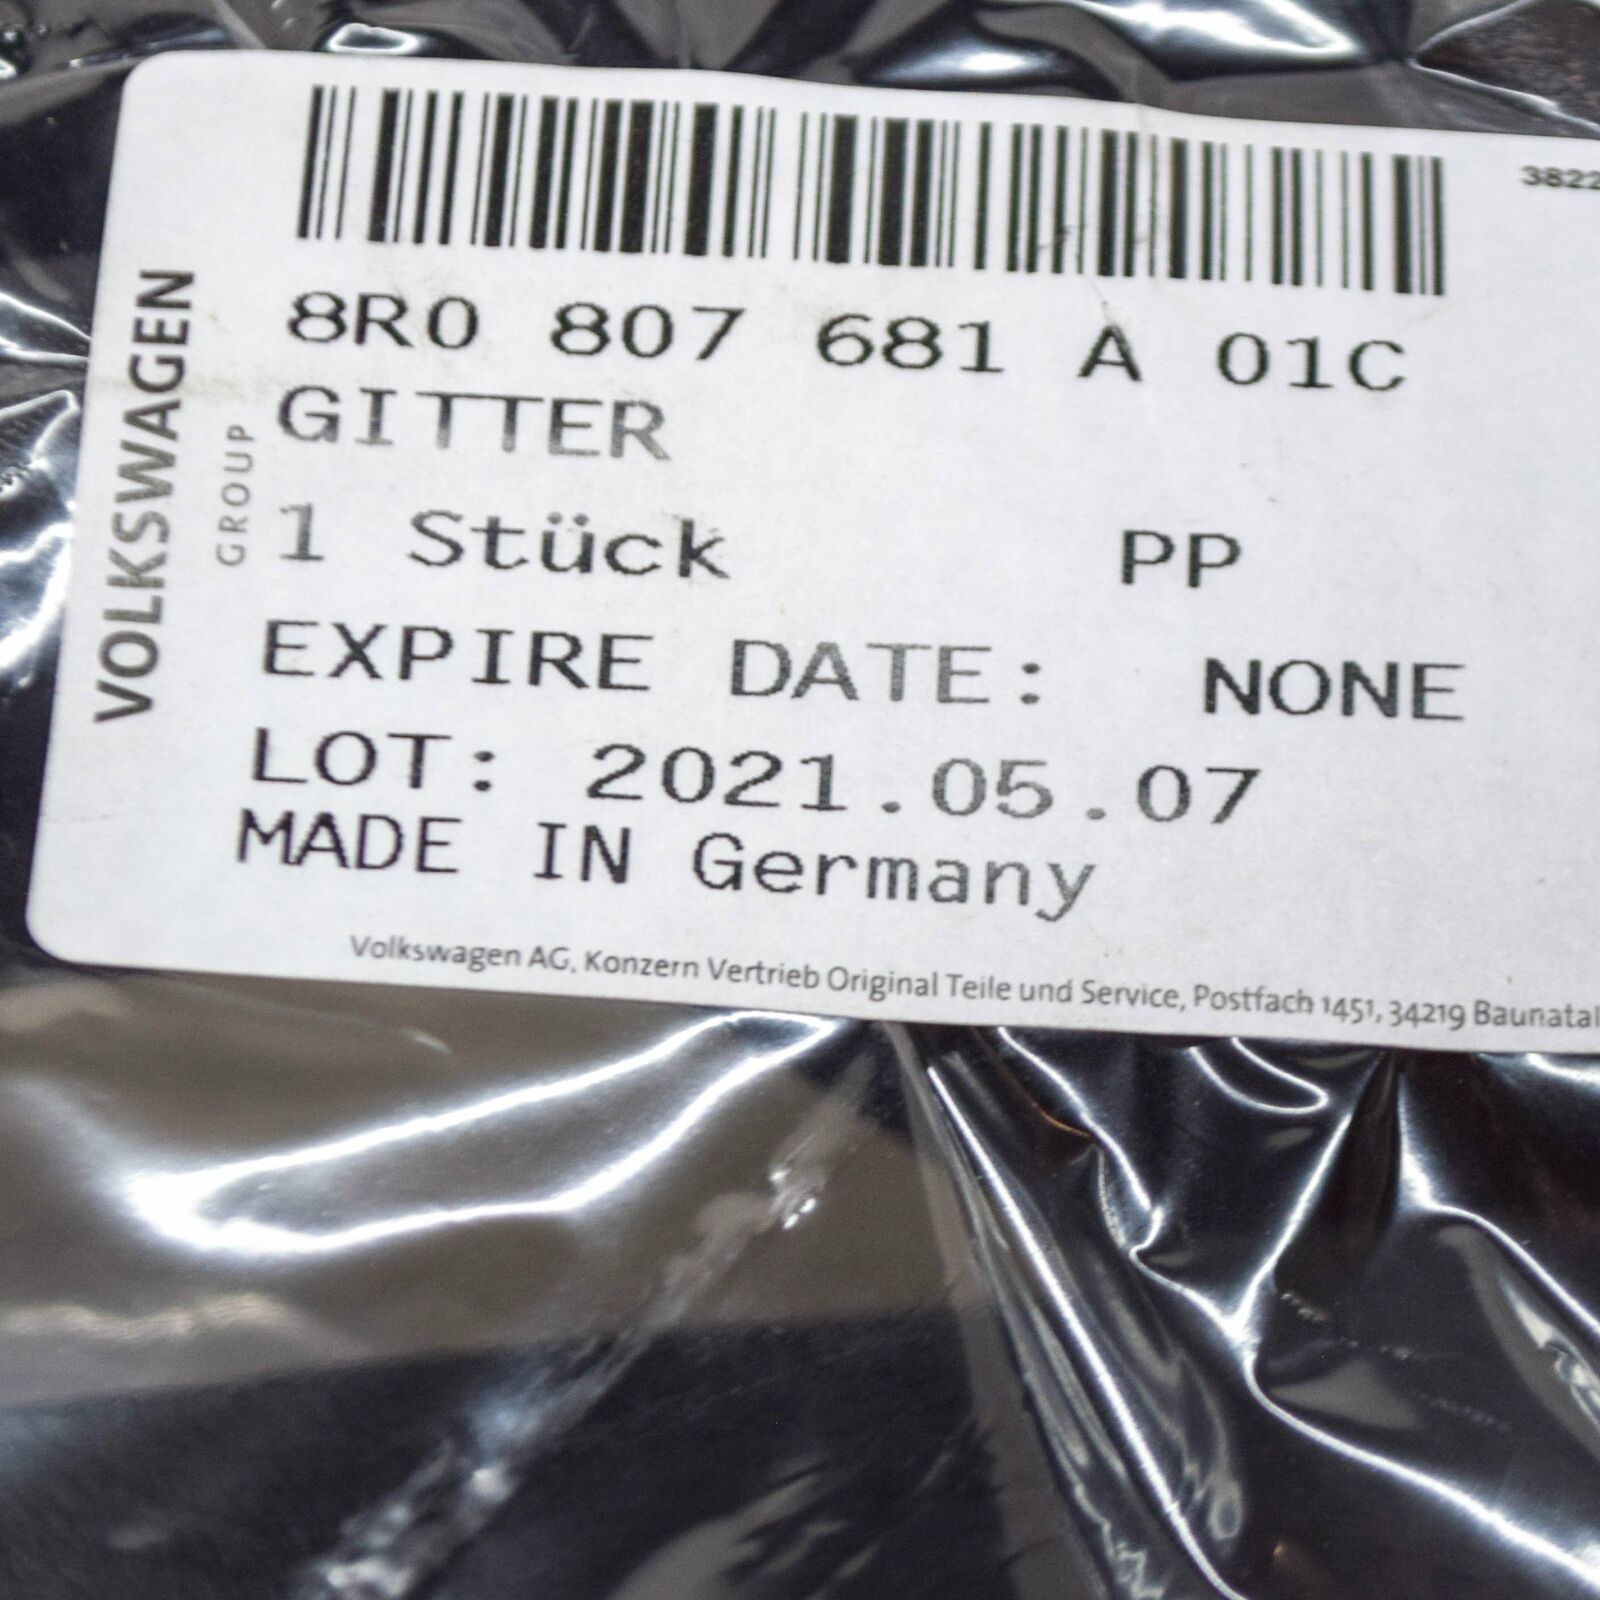 3822
8R0 807 681 A 01C
GITTER
1 Stück PP
EXPIRE DATE: NONE
LOT: 2021.05.07
MADE IN Germany
VOLKSWAGEN
GROUP
Volkswagen AG, Konzern Vertrieb Original Teile und Service, Postfach 1451, 34219 Baunatal